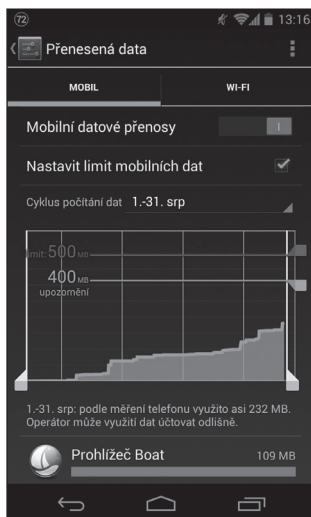 72 13:16
Přenesená data
MOBIL WI-FI
Mobilní datové přenosy
Nastavit limit mobilních dat
Cyklus počítání dat 1.-31. srp
limit: 500 MB
400 MB
upozornění
1.-31. srp: podle měření telefonu využito asi 232 MB.
Operátor může využití dat účtovat odlišně.
Prohlížeč Boat 109 MB